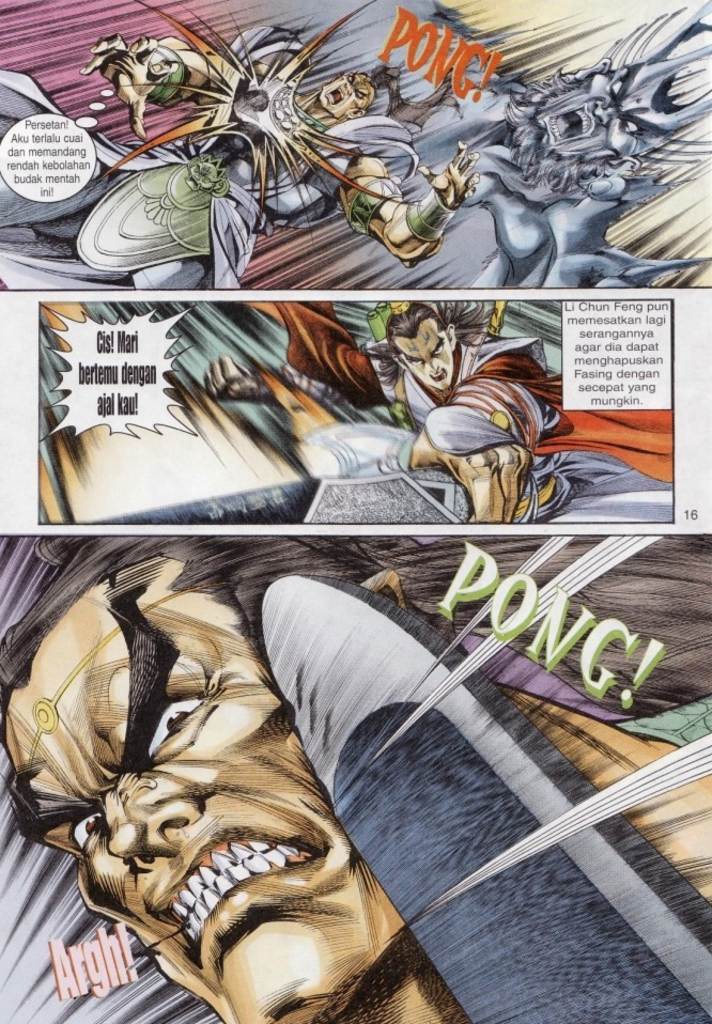 PONG!
Persetan!
Aku terlalu cuai
dan memandang
rendah kebolahan
budak mentah
ini!
Cis! Mari
bertemu dengan
ajal kau!
Li Chun Feng pun
memesatkan lagi
serangannya
agar dia dapat
menghapuskan
Fasing dengan
secepat yang
mungkin.
16
PONG!
Argh!